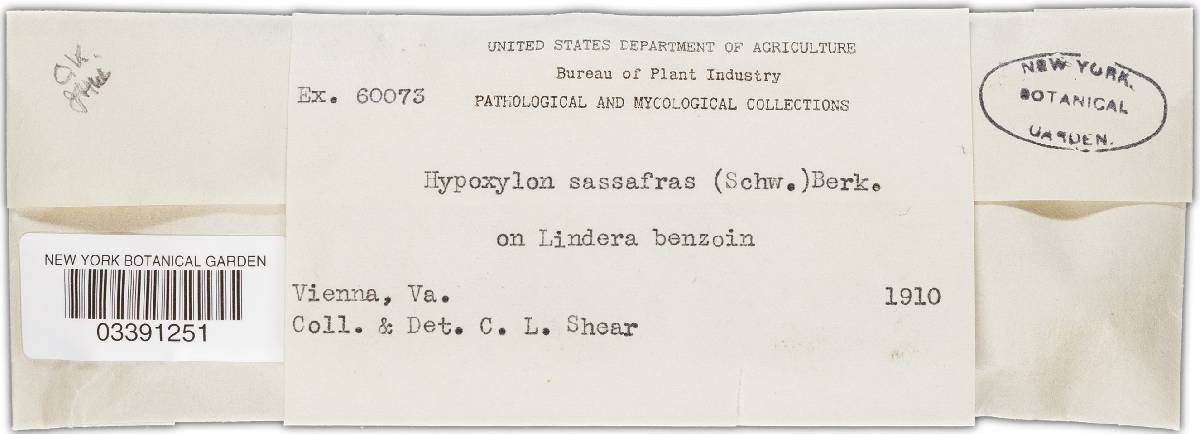 UNITED STATES DEPARTMENT OF AGRICULTURE
Bureau of Plant Industry
Ex. 60073
PATHOLOGICAL AND MYCOLOGICAL COLLECTIONS
NEW YORK
BOTANICAL
GARDEN.
Hypoxylon sassafras (Schw.)Berk.
on Lindera benzoin
Vienna, Va. 1910
Coll. & Det. C. L. Shear
NEW YORK BOTANICAL GARDEN
03391251